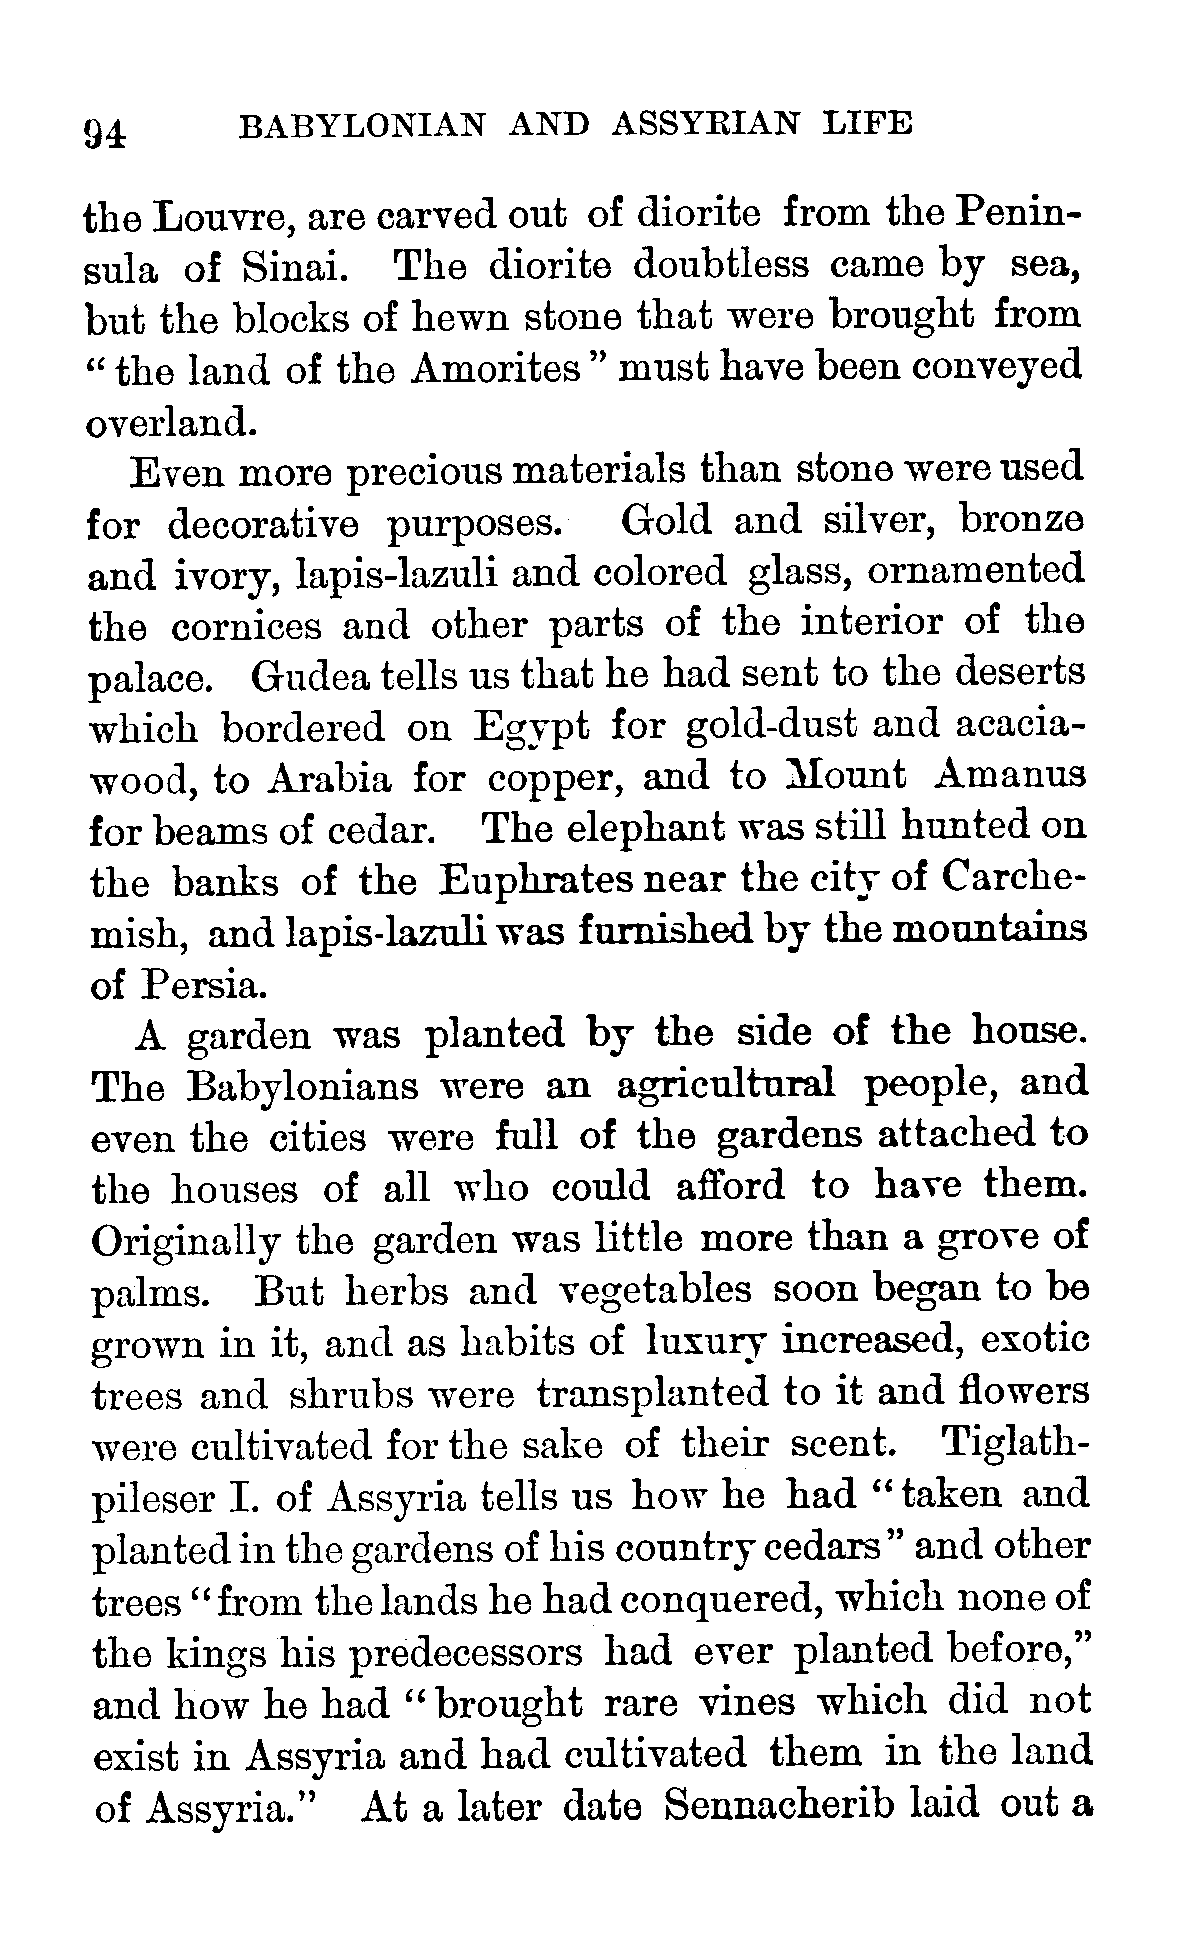 94 BABYLONIAN AND ASSYRIAN LIFE
the Louvre, are carved out of diorite from the Penin-
sula of Sinai. The diorite doubtless came by sea,
but the blocks of hewn stone that were brought from
“the land of the Amorites” must have been conveyed
overland.
Even more precious materials than stone were used
for decorative purposes. Gold and silver, bronze
and ivory, lapis-lazuli and colored glass, ornamented
the cornices and other parts of the interior of the
palace. Gudea tells us that he had sent to the deserts
which bordered on Egypt for gold-dust and acacia-
wood, to Arabia for copper, and to Mount Amanus
for beams of cedar. The elephant was still hunted on
the banks of the Euphrates near the city of Carche-
mish, and lapis-lazuli was furnished by the mountains
of Persia.
A garden was planted by the side of the house.
The Babylonians were an agricultural people, and
even the cities were full of the gardens attached to
the houses of all who could afford to have them.
Originally the garden was little more than a grove of
palms. But herbs and vegetables soon began to be
grown in it, and as habits of luxury increased, exotic
trees and shrubs were transplanted to it and flowers
were cultivated for the sake of their scent. Tiglath-
pileser I. of Assyria tells us how he had “taken and
planted in the gardens of his country cedars” and other
trees “from the lands he had conquered, which none of
the kings his predecessors had ever planted before,”
and how he had “brought rare vines which did not
exist in Assyria and had cultivated them in the land
of Assyria.” At a later date Sennacherib laid out a